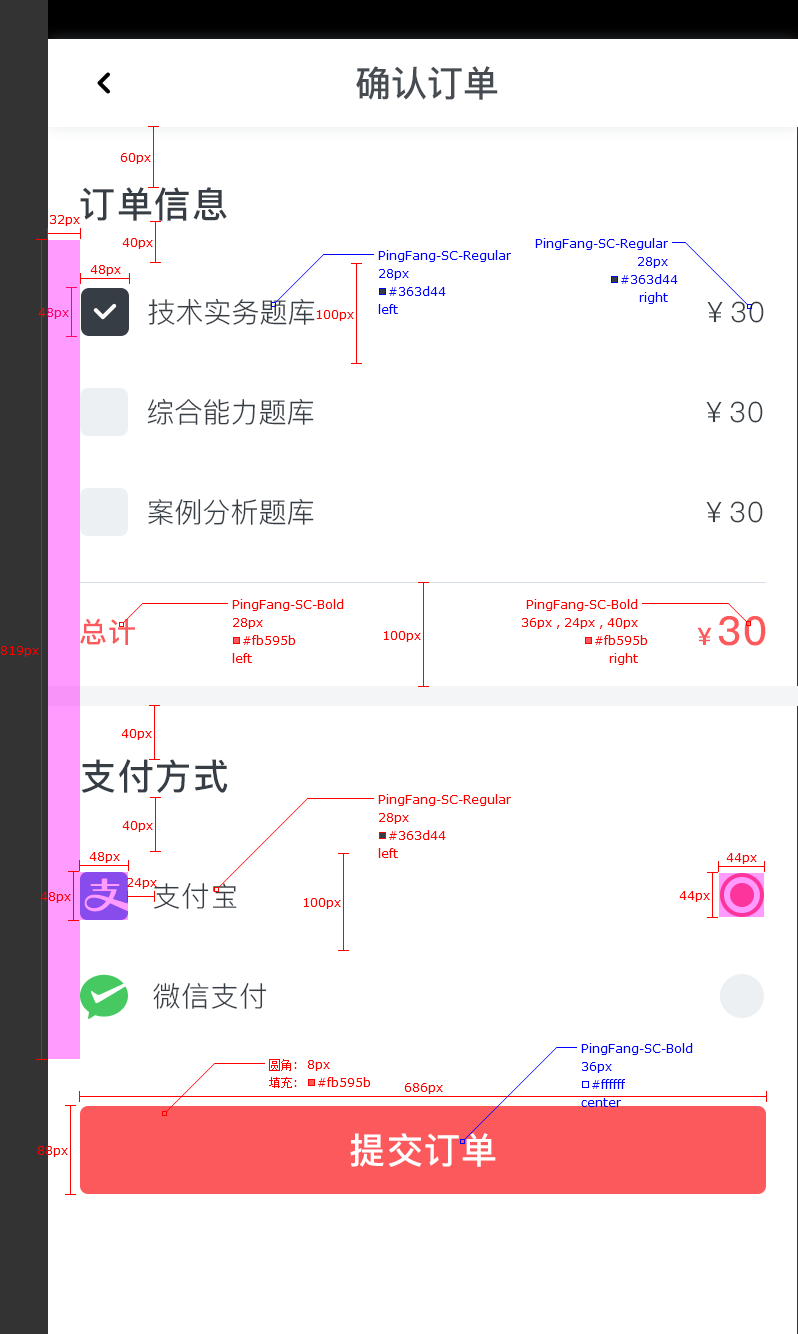 确认订单
60px
订单信息
32px
40px
PingFang-SC-Regular
28px
#363d44
left
PingFang-SC-Regular
28px
#363d44
right
48px
48px
技术实务题库
100px
¥ 30
综合能力题库
¥ 30
案例分析题库
¥ 30
PingFang-SC-Bold
28px
#fb595b
left
PingFang-SC-Bold
36px , 24px , 40px
#fb595b
right
总计
100px
¥ 30
819px
40px
支付方式
PingFang-SC-Regular
28px
#363d44
left
40px
48px
44px
48px
支
24px
支付宝
100px
44px
微信支付
PingFang-SC-Bold
36px
#ffffff
center
圆角: 8px
填充: #fb595b
686px
88px
提交订单